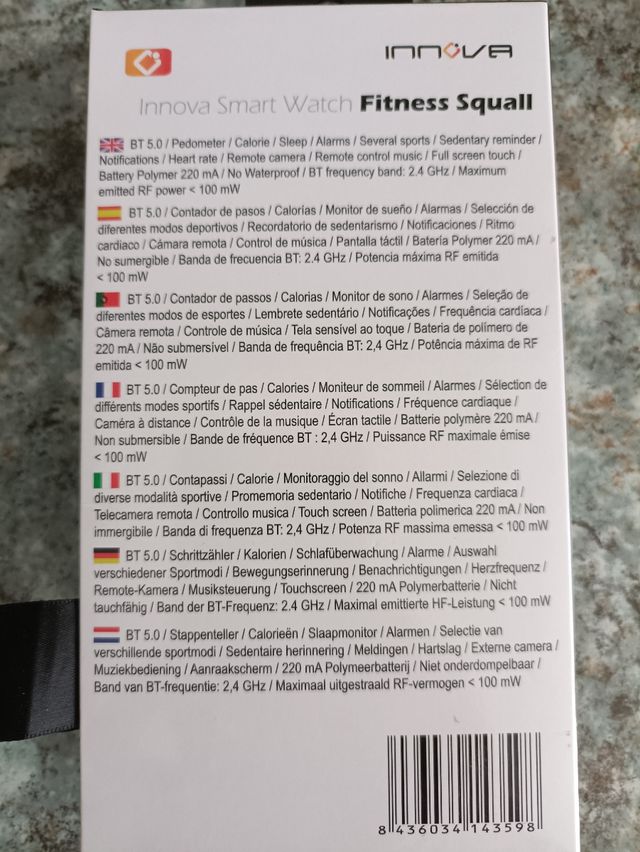 INNOVA
Innova Smart Watch Fitness Squall
BT 5.0 / Pedometer / Calorie / Sleep / Alarms / Several sports / Sedentary reminder /
Notifications / Heart rate / Remote camera / Remote control music / Full screen touch /
Battery Polymer 220 mA / No Waterproof / BT frequency band: 2.4 GHz / Maximum
emitted RF power < 100 mW
BT 5.0 / Contador de pasos / Calorías / Monitor de sueño / Alarmas / Selección de
diferentes modos deportivos / Recordatorio de sedentarismo / Notificaciones / Ritmo
cardiaco / Cámara remota / Control de música / Pantalla táctil / Batería Polymer 220 mA /
No sumergible / Banda de frecuencia BT: 2.4 GHz / Potencia máxima RF emitida
< 100 mW
BT 5.0 / Contador de passos / Calorias / Monitor de sono / Alarmes / Seleção de
diferentes modos de esportes / Lembrete sedentário / Notificações / Frequência cardíaca /
Câmera remota / Controle de música / Tela sensível ao toque / Bateria de polímero de
220 mA / Não submersível / Banda de frequência BT: 2,4 GHz / Potência máxima de RF
emitida < 100 mW
BT 5.0 / Compteur de pas / Calories / Moniteur de sommeil / Alarmes / Sélection de
différents modes sportifs / Rappel sédentaire / Notifications / Fréquence cardiaque /
Caméra à distance / Contrôle de la musique / Écran tactile / Batterie polymère 220 mA /
Non submersible / Bande de fréquence BT : 2,4 GHz / Puissance RF maximale émise
< 100 mW
BT 5.0 / Contapassi / Calorie / Monitoraggio del sonno / Allarmi / Selezione di
diverse modalità sportive / Promemoria sedentario / Notifiche / Frequenza cardiaca /
Telecamera remota / Controllo musica / Touch screen / Batteria polimerica 220 mA / Non
immergibile / Banda di frequenza BT: 2,4 GHz / Potenza RF massima emessa < 100 mW
BT 5.0 / Schrittzähler / Kalorien / Schlafüberwachung / Alarme / Auswahl
verschiedener Sportmodi / Bewegungserinnerung / Benachrichtigungen / Herzfrequenz /
Remote-Kamera / Musiksteuerung / Touchscreen / 220 mA Polymerbatterie / Nicht
tauchfähig / Band der BT-Frequenz: 2.4 GHz / Maximal emittierte HF-Leistung < 100 mW
BT 5.0 / Stappenteller / Calorieën / Slaapmonitor / Alarmen / Selectie van
verschillende sportmodi / Sedentaire herinnering / Meldingen / Hartslag / Externe camera /
Muziekbediening / Aanraakscherm / 220 mA Polymeerbatterij / Niet onderdompelbaar /
Band van BT-frequentie: 2,4 GHz / Maximaal uitgestraald RF-vermogen < 100 mW
8 436034 143598